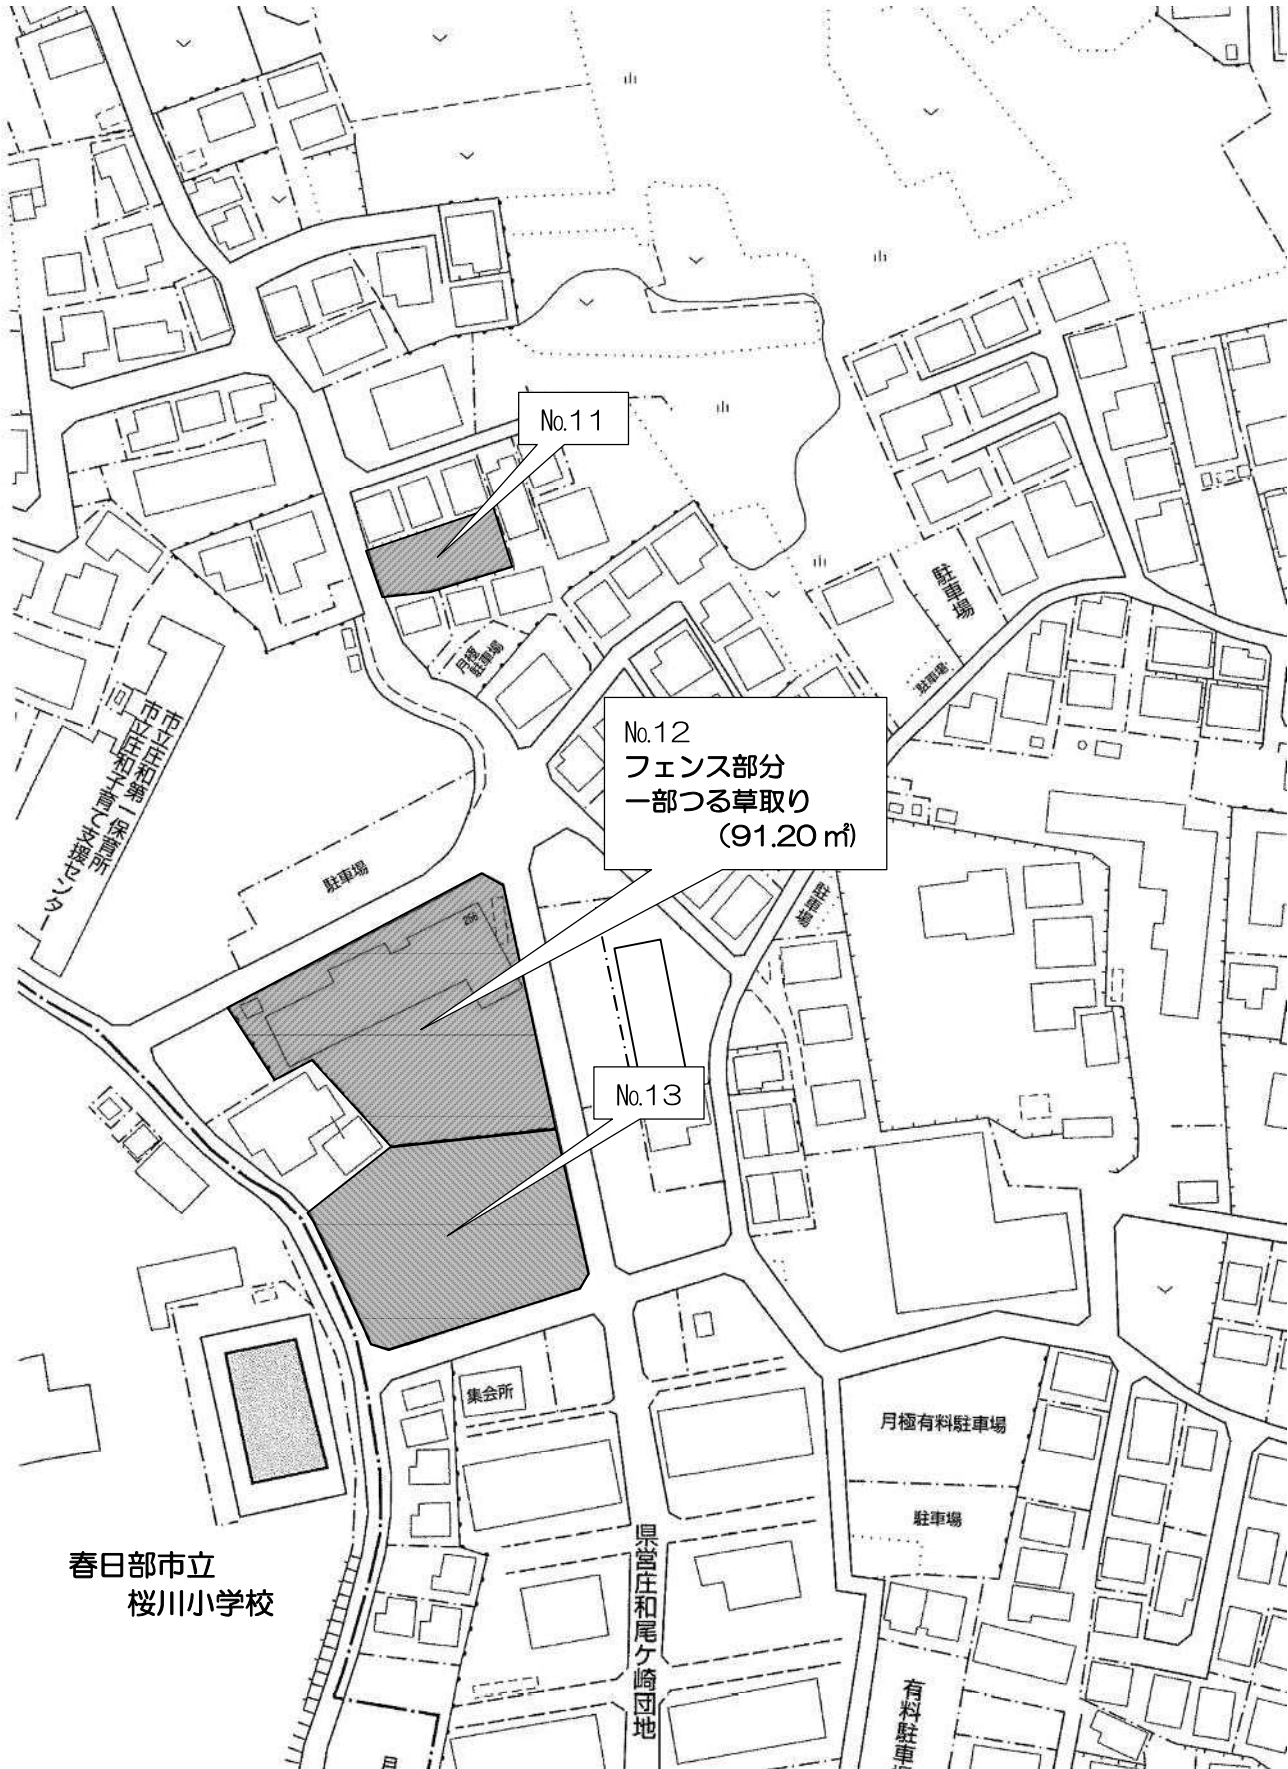 No.11
駐車場
月極
駐車場
駐車場
No.12
フェンス部分
一部つる草取り
(91.20㎡)
市立庄和第一保育所
市立庄和子育て支援センター
駐車場
駐車場
256
No.13
集会所
月極有料駐車場
駐車場
春日部市立
桜川小学校
県営庄和尾ケ崎団地
有料駐車場